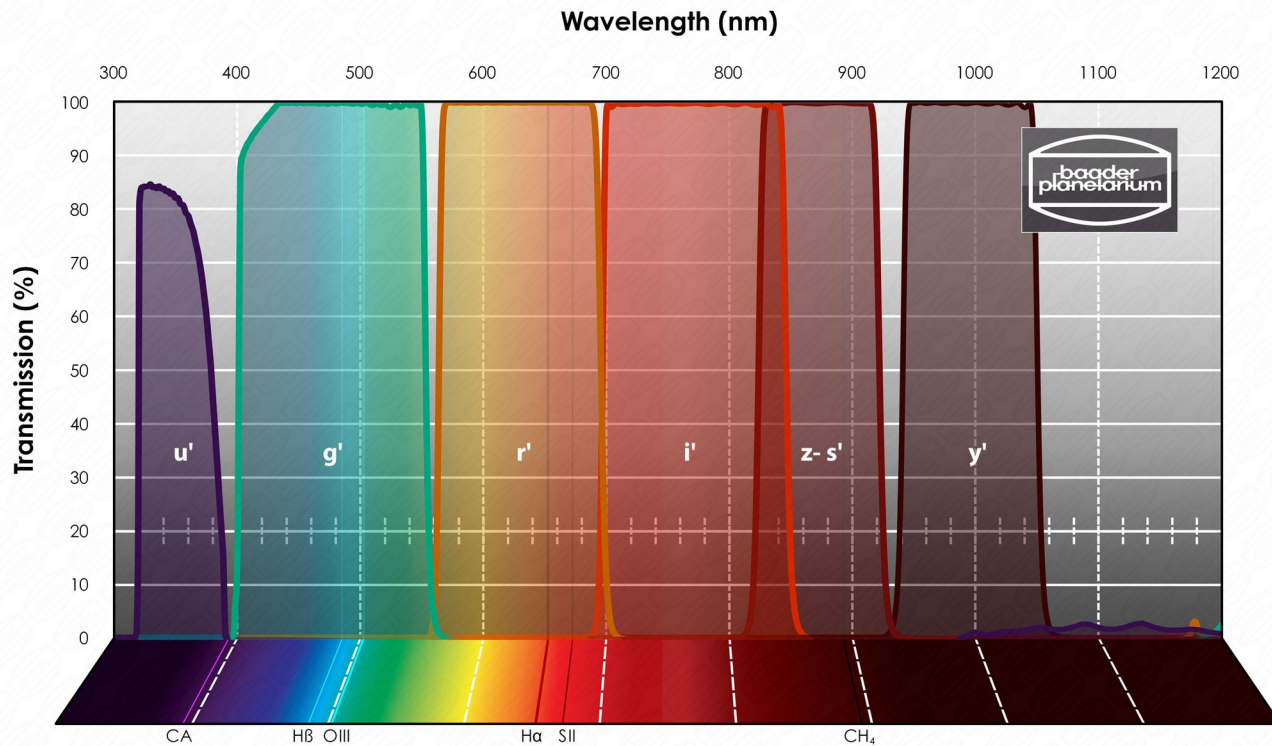 Wavelength (nm)
300 400 500 600 700 800 900 1000 1100 1200
Transmission (%)
100
90
80
70
60
50
40
30
20
10
0
baader
planetarium
u' g' r' i' z- s' y'
CA Hß OIII Hα SII CH₄